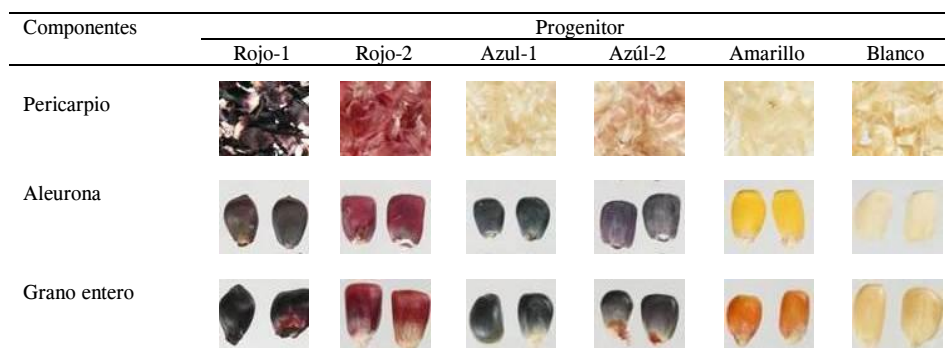 Componentes
Progenitor
Rojo-1 Rojo-2 Azul-1 Azúl-2 Amarillo Blanco
Pericarpio
Aleurona
Grano entero